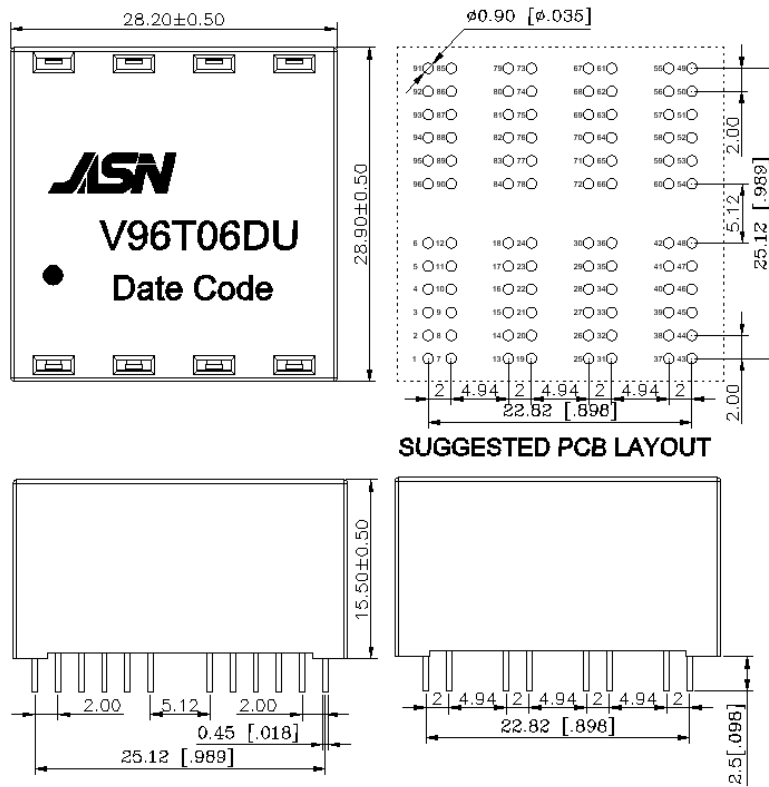 28.20±0.50
JASN
V96T06DU
Date Code
28.90±0.50
ø0.90 [ø.035]
91 85 79 73 67 61 55 49
92 86 80 74 68 62 56 50
93 87 81 75 69 63 57 51
94 88 82 76 70 64 58 52
95 89 83 77 71 65 59 53
96 90 84 78 72 66 60 54
6 12 18 24 30 36 42 48
5 11 17 23 29 35 41 47
4 10 16 22 28 34 40 46
3 9 15 21 27 33 39 45
2 8 14 20 26 32 38 44
1 7 13 19 25 31 37 43
2.00
5.12
25.12 [.989]
2.00
2 4.94 2 4.94 2 4.94 2
22.82 [.898]
SUGGESTED PCB LAYOUT
15.50±0.50
2.00 5.12 2.00
0.45 [.018]
25.12 [.989]
2 4.94 2 4.94 2 4.94 2
22.82 [.898]
2.5[.098]